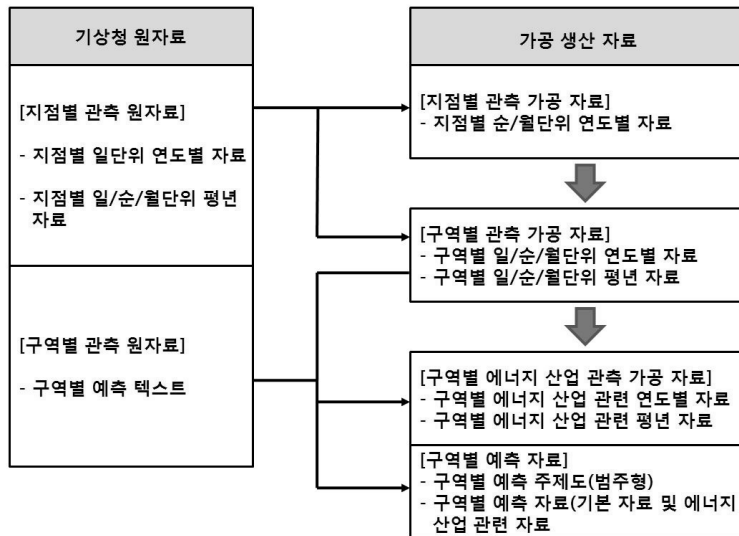 기상청 원자료
[지점별 관측 원자료]
- 지점별 일단위 연도별 자료
- 지점별 일/순/월단위 평년
자료
[구역별 관측 원자료]
- 구역별 예측 텍스트
가공 생산 자료
[지점별 관측 가공 자료]
- 지점별 순/월단위 연도별 자료
[구역별 관측 가공 자료]
- 구역별 일/순/월단위 연도별 자료
- 구역별 일/순/월단위 평년 자료
[구역별 에너지 산업 관측 가공 자료]
- 구역별 에너지 산업 관련 연도별 자료
- 구역별 에너지 산업 관련 평년 자료
[구역별 예측 자료]
- 구역별 예측 주제도(범주형)
- 구역별 예측 자료(기본 자료 및 에너지
산업 관련 자료